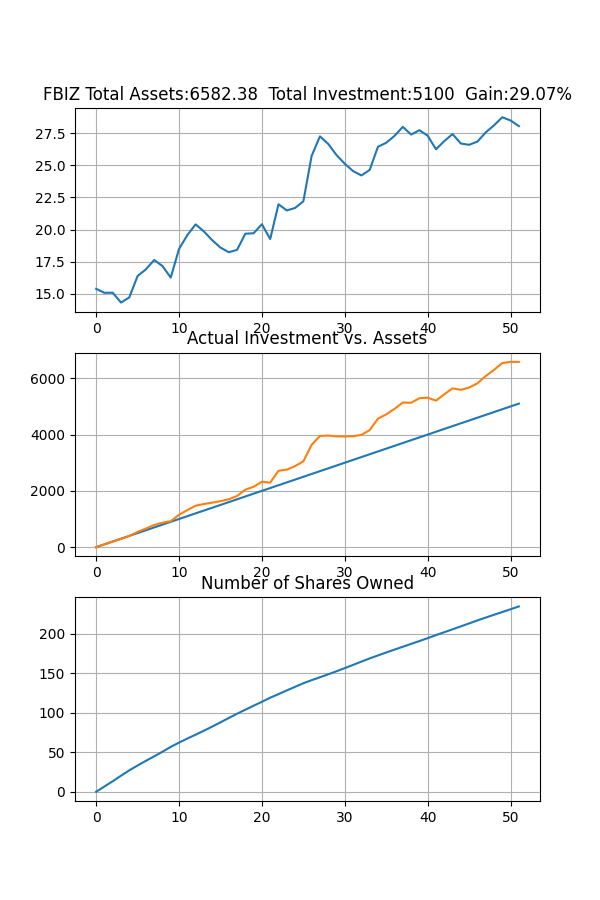 FBIZ Total Assets:6582.38  Total Investment:5100  Gain:29.07%
27.5
25.0
22.5
20.0
17.5
15.0
0 10 20 30 40 50
Actual Investment vs. Assets
6000
4000
2000
0
0 10 20 30 40 50
Number of Shares Owned
200
150
100
50
0
0 10 20 30 40 50